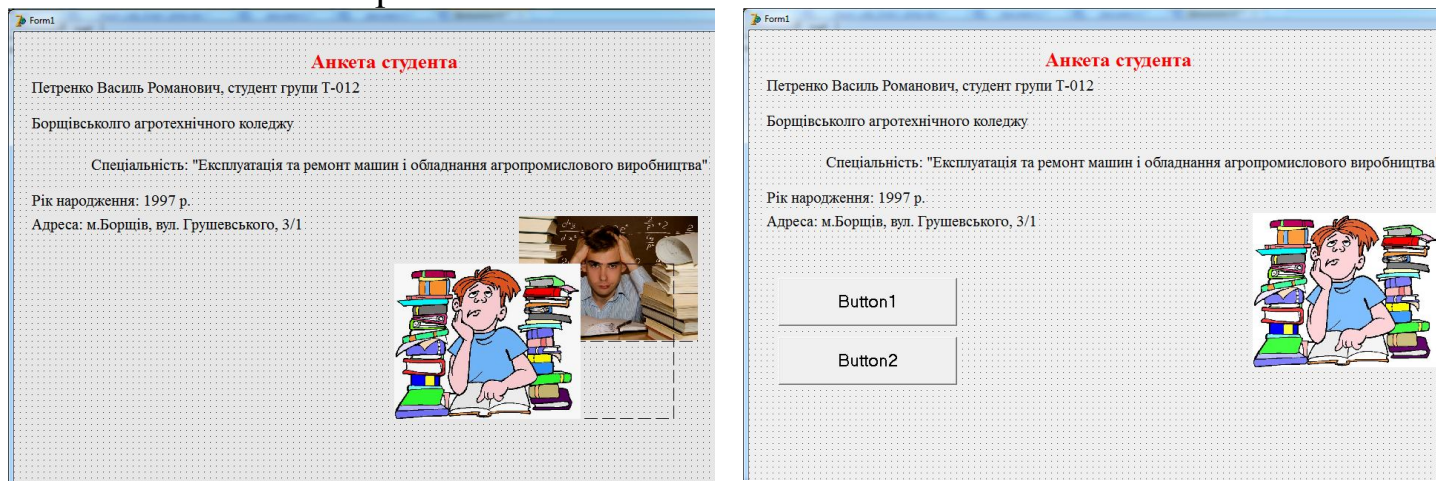 Form1
Анкета студента
Петренко Василь Романович, студент групи Т-012
Борщівськолго агротехнічного коледжу
Спеціальність: "Експлуатація та ремонт машин і обладнання агропромислового виробництва"
Рік народження: 1997 р.
Адреса: м.Борщів, вул. Грушевського, 3/1
Form1
Анкета студента
Петренко Василь Романович, студент групи Т-012
Борщівськолго агротехнічного коледжу
Спеціальність: "Експлуатація та ремонт машин і обладнання агропромислового виробництва"
Рік народження: 1997 р.
Адреса: м.Борщів, вул. Грушевського, 3/1
Button1
Button2